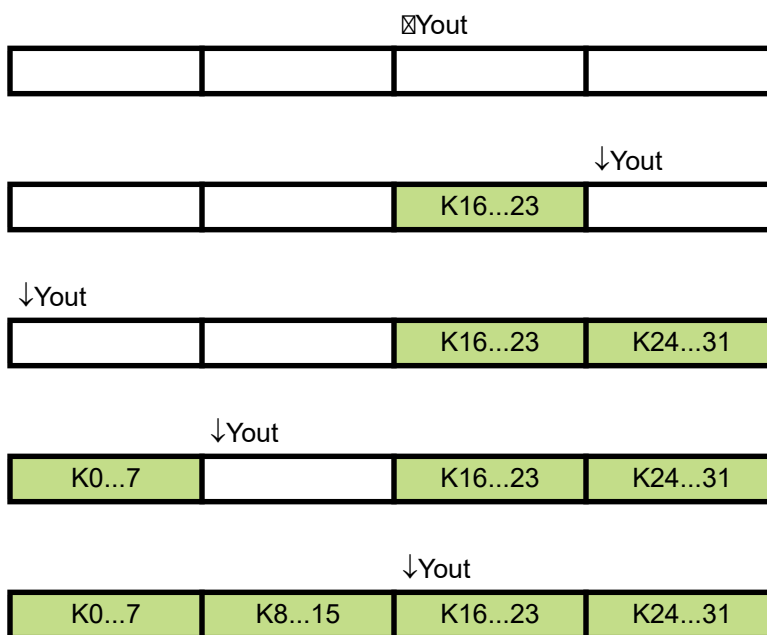 ☒Yout
↓Yout
K16...23
↓Yout
K16...23 K24...31
↓Yout
K0...7 K16...23 K24...31
↓Yout
K0...7 K8...15 K16...23 K24...31